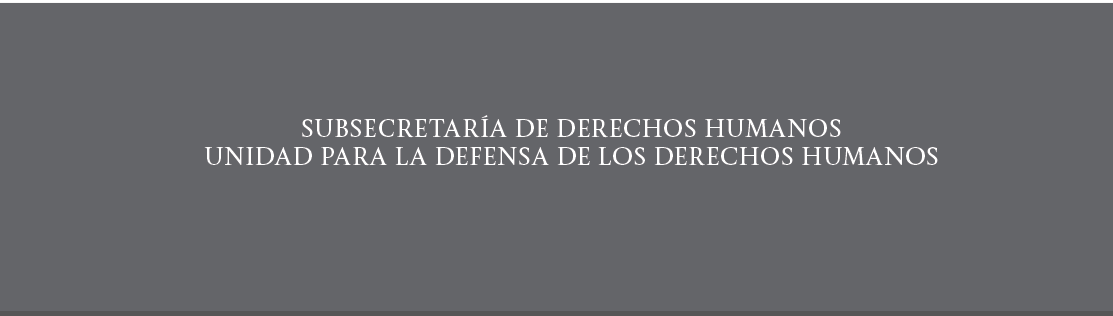 SUBSECRETARÍA DE DERECHOS HUMANOS
UNIDAD PARA LA DEFENSA DE LOS DERECHOS HUMANOS